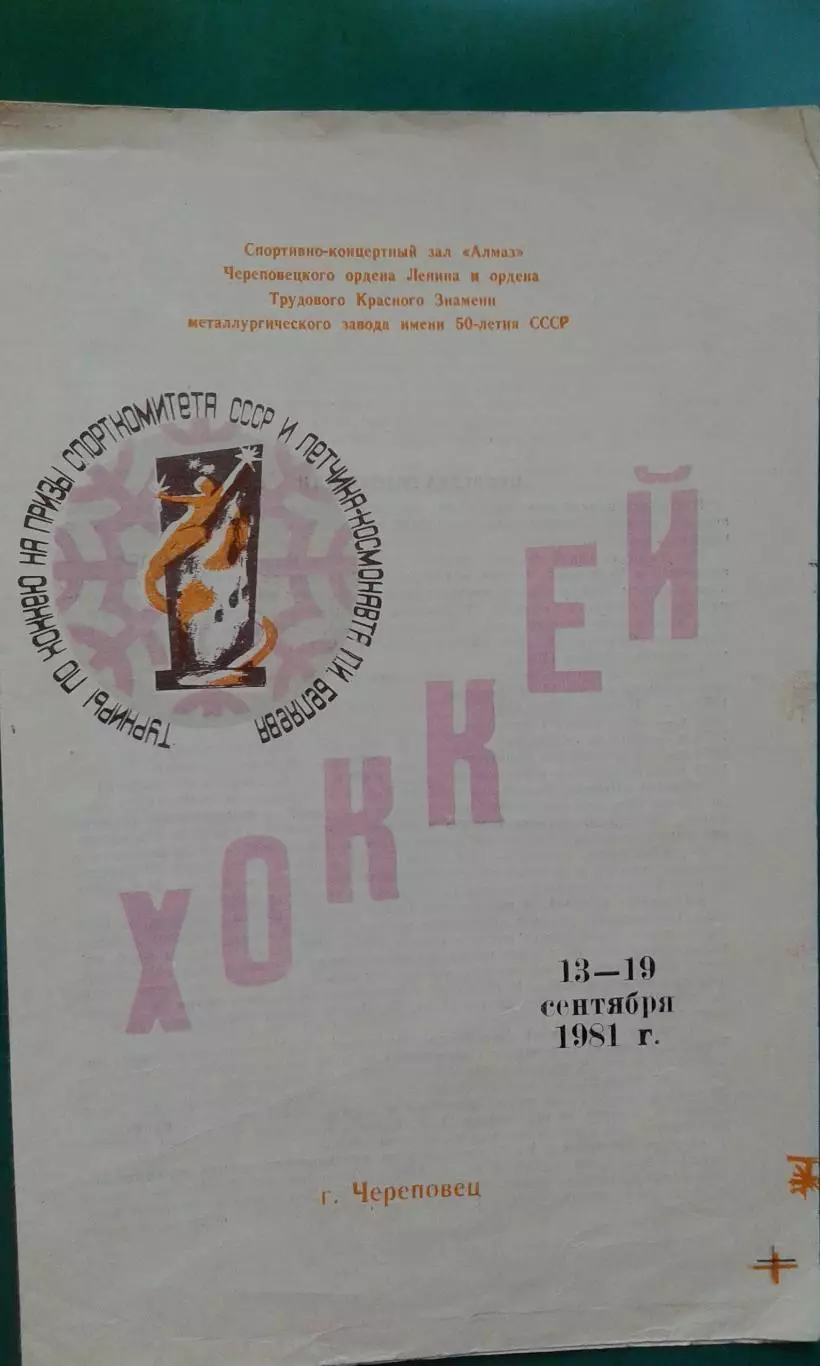 Спортивно-концертный зал «Алмаз»
Череповецкого ордена Ленина и ордена
Трудового Красного Знамени
металлургического завода имени 50-летия СССР
ТУРНИРЫ ПО ХОККЕЮ НА ПРИЗЫ СПОРТКОМИТЕТА СССР И ЛЕТЧИКА-КОСМОНАВТА П.И. БЕЛЯЕВА
ХОККЕЙ
13—19
сентября
1981 г.
г. Череповец